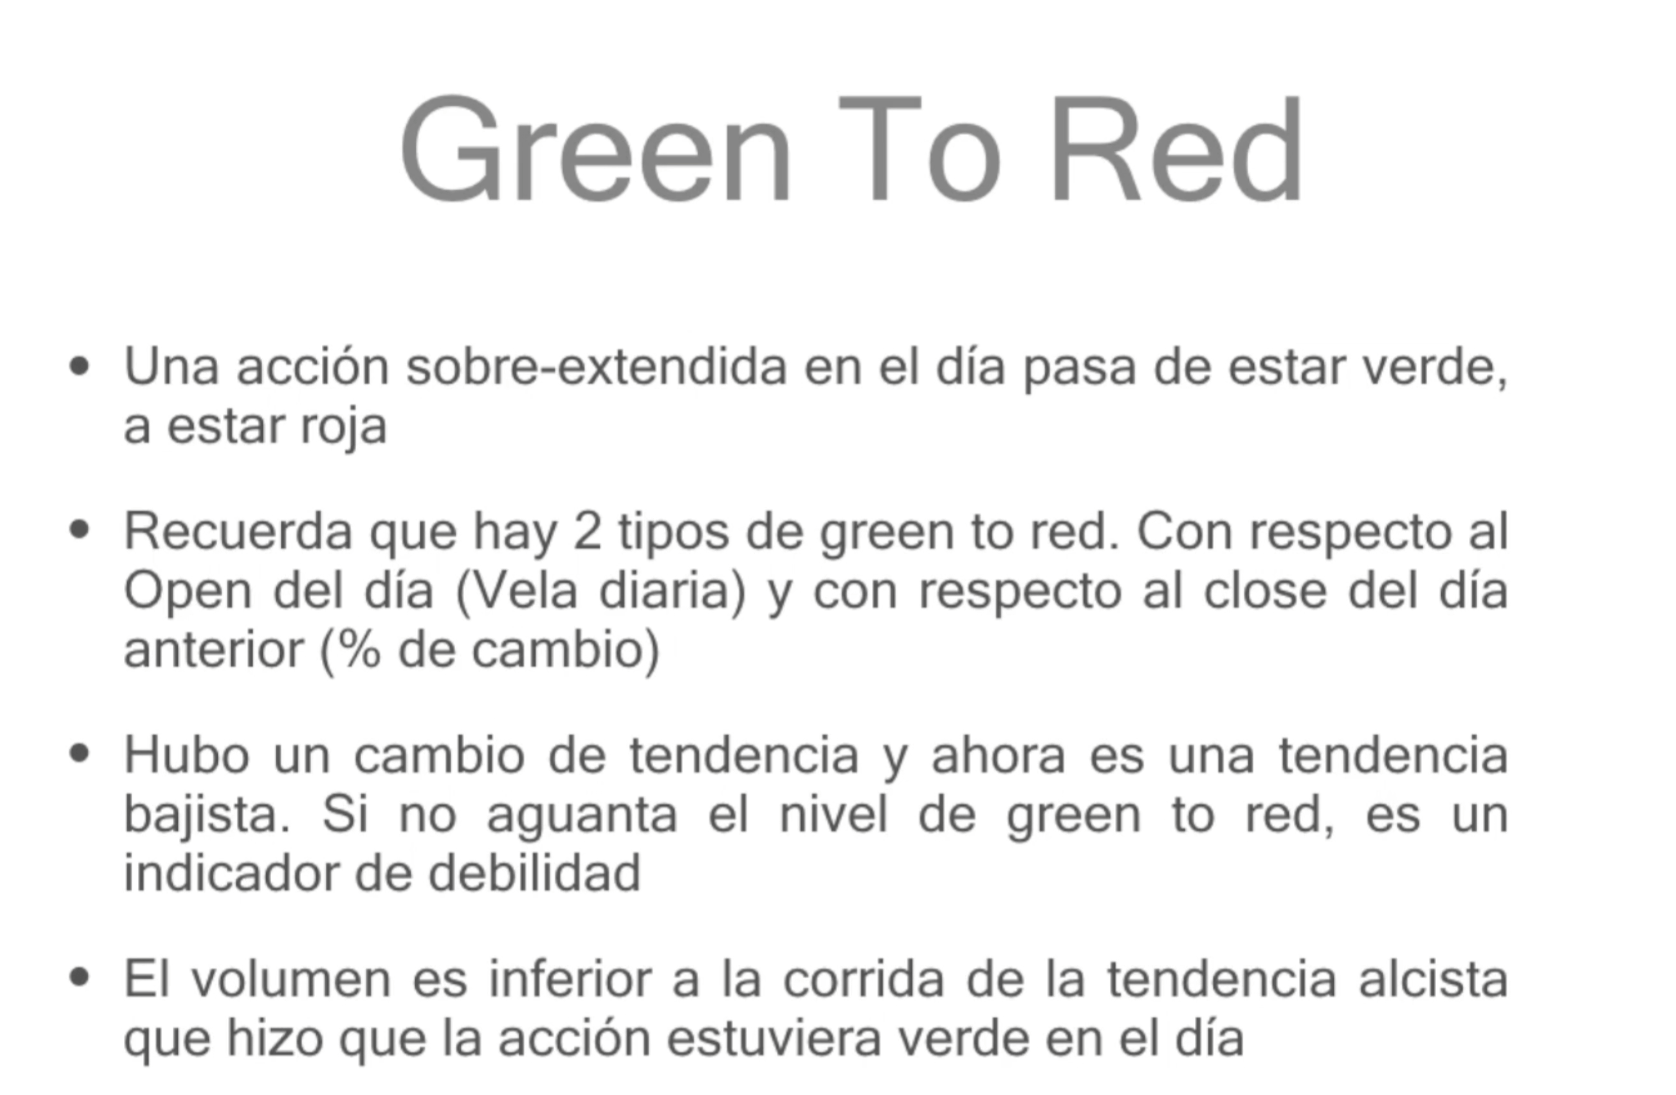 Green To Red
• Una acción sobre-extendida en el día pasa de estar verde,
a estar roja
• Recuerda que hay 2 tipos de green to red. Con respecto al
Open del día (Vela diaria) y con respecto al close del día
anterior (% de cambio)
• Hubo un cambio de tendencia y ahora es una tendencia
bajista. Si no aguanta el nivel de green to red, es un
indicador de debilidad
• El volumen es inferior a la corrida de la tendencia alcista
que hizo que la acción estuviera verde en el día